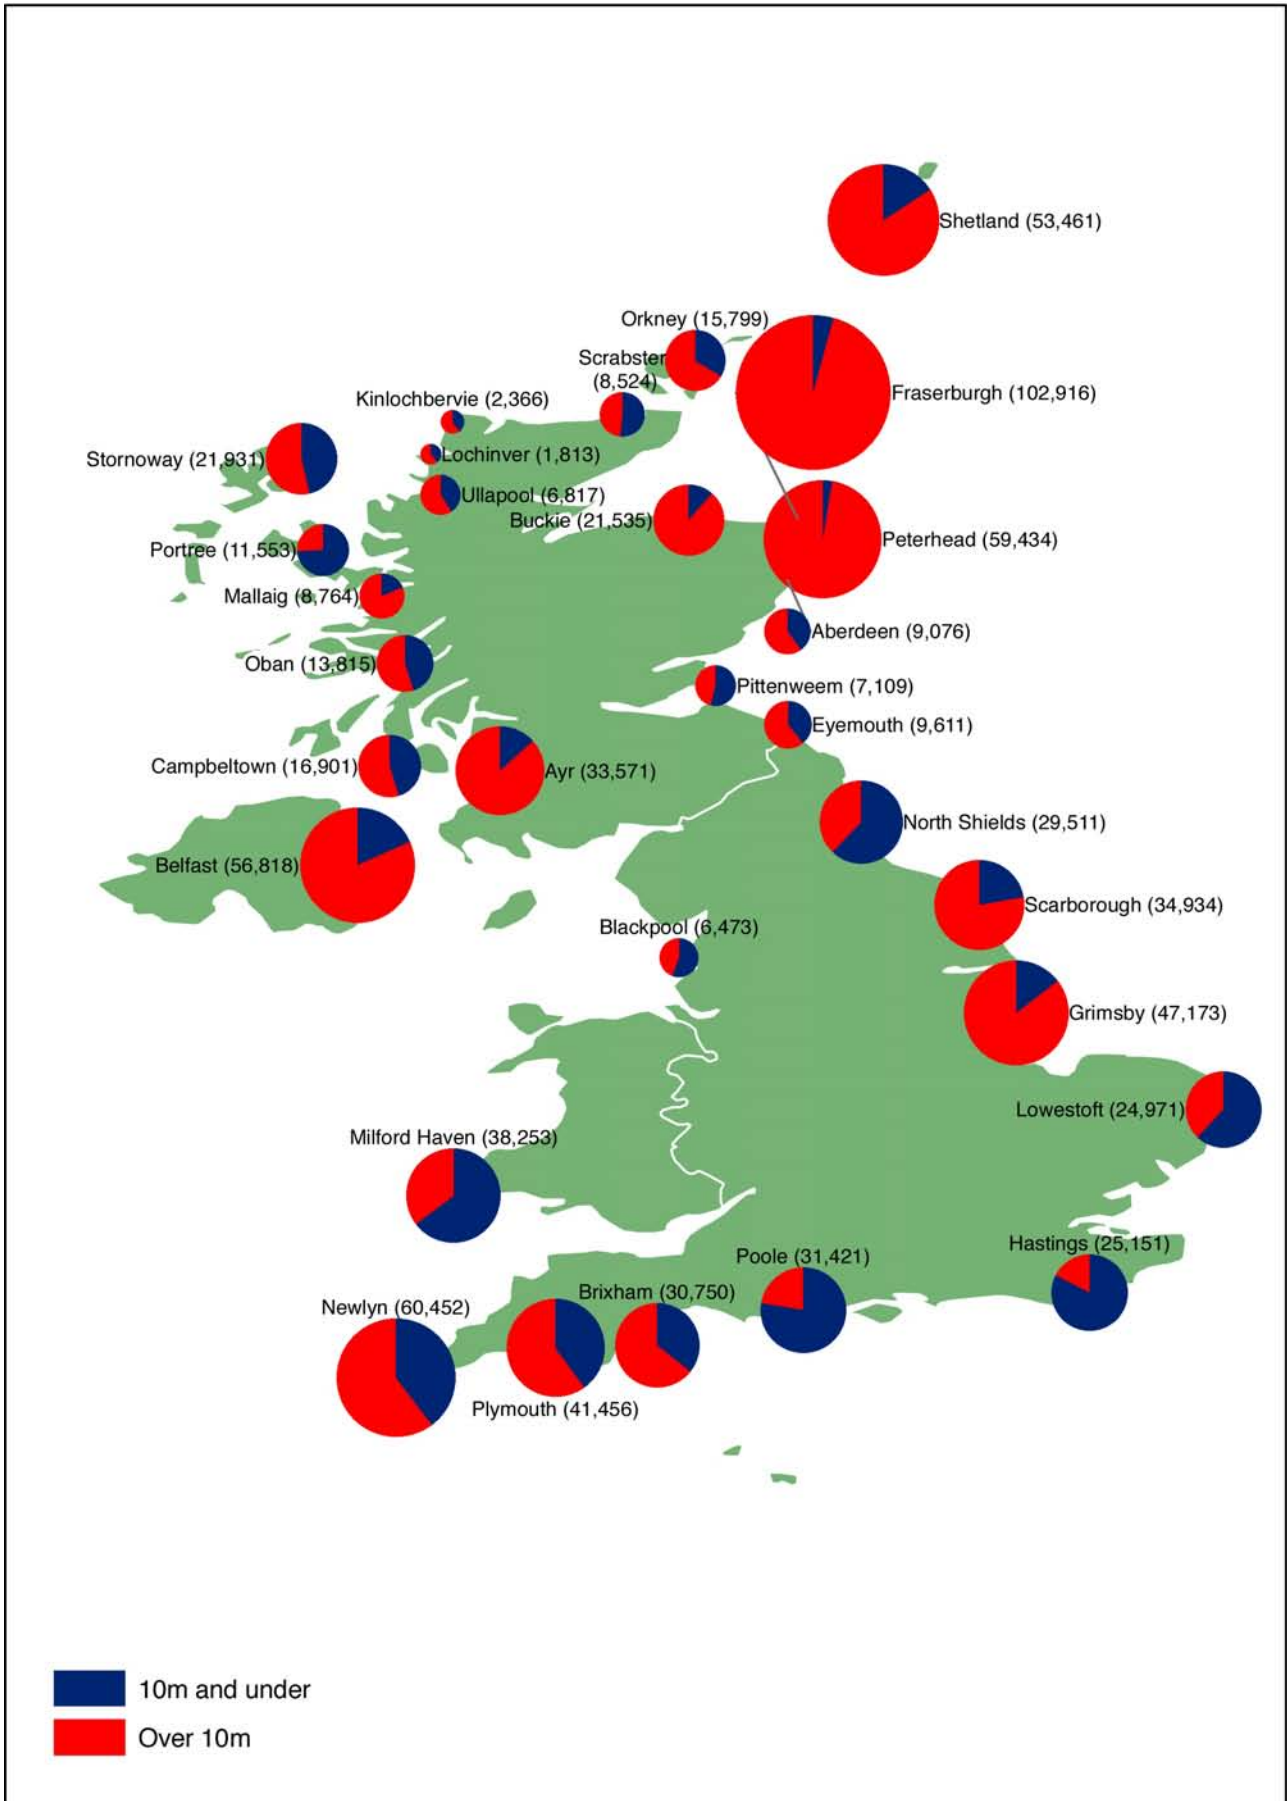 Shetland (53,461)
Orkney (15,799)
Scrabster
(8,524)
Kinlochbervie (2,366)
Fraserburgh (102,916)
Stornoway (21,931)
Lochinver (1,813)
Ullapool (6,817)
Buckie (21,535)
Peterhead (59,434)
Portree (11,553)
Mallaig (8,764)
Aberdeen (9,076)
Oban (13,815)
Pittenweem (7,109)
Eyemouth (9,611)
Campbeltown (16,901)
Ayr (33,571)
North Shields (29,511)
Belfast (56,818)
Scarborough (34,934)
Blackpool (6,473)
Grimsby (47,173)
Lowestoft (24,971)
Milford Haven (38,253)
Hastings (25,151)
Poole (31,421)
Brixham (30,750)
Newlyn (60,452)
Plymouth (41,456)
10m and under
Over 10m